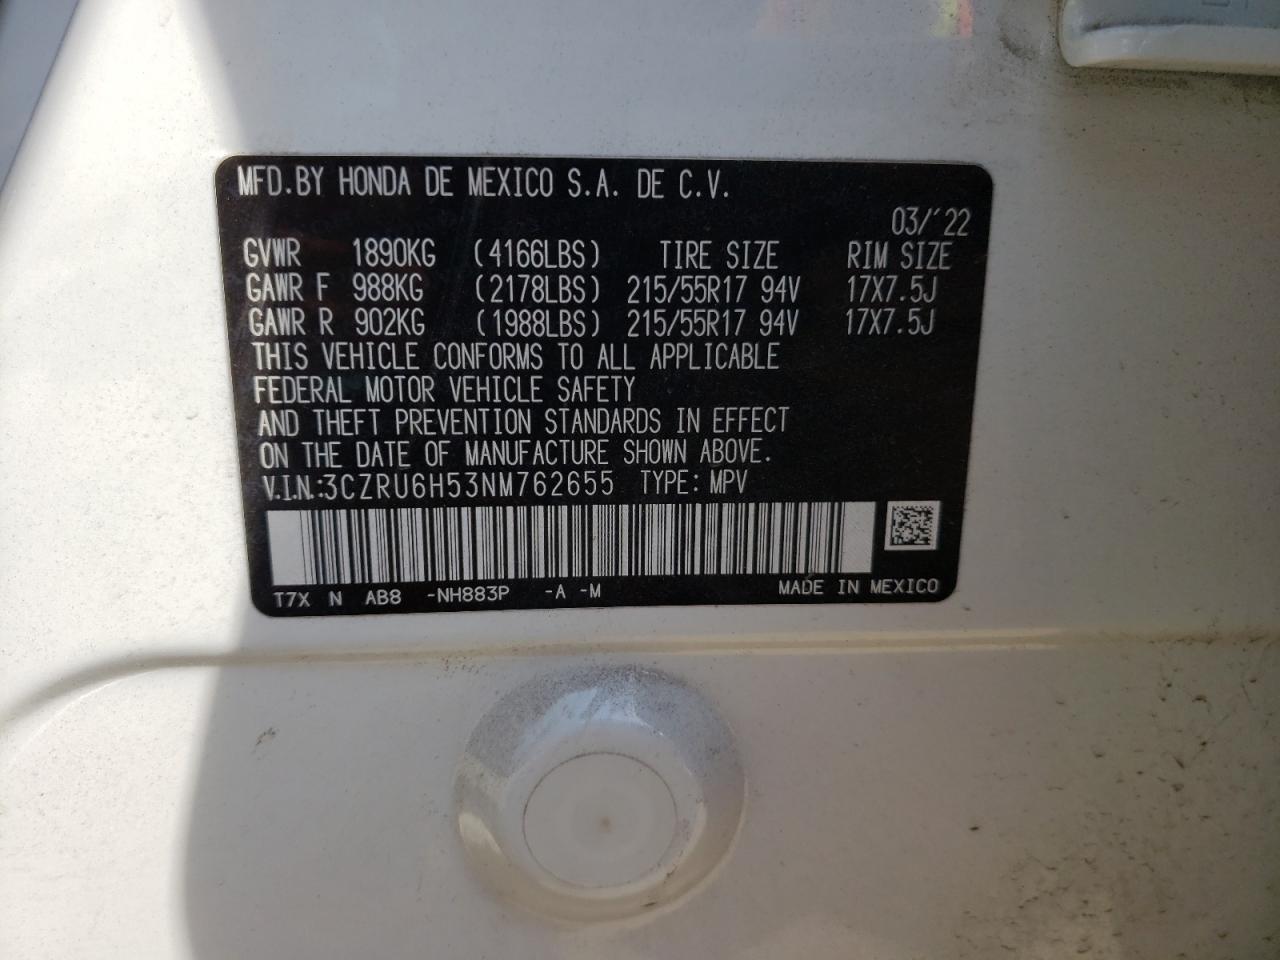 MFD.BY HONDA DE MEXICO S.A. DE C.V.
03/'22
GVWR 1890KG (4166LBS) TIRE SIZE RIM SIZE
GAWR F 988KG (2178LBS) 215/55R17 94V 17X7.5J
GAWR R 902KG (1988LBS) 215/55R17 94V 17X7.5J
THIS VEHICLE CONFORMS TO ALL APPLICABLE
FEDERAL MOTOR VEHICLE SAFETY
AND THEFT PREVENTION STANDARDS IN EFFECT
ON THE DATE OF MANUFACTURE SHOWN ABOVE.
V.I.N.:3CZRU6H53NM762655 TYPE: MPV
T7X N AB8 -NH883P -A -M MADE IN MEXICO